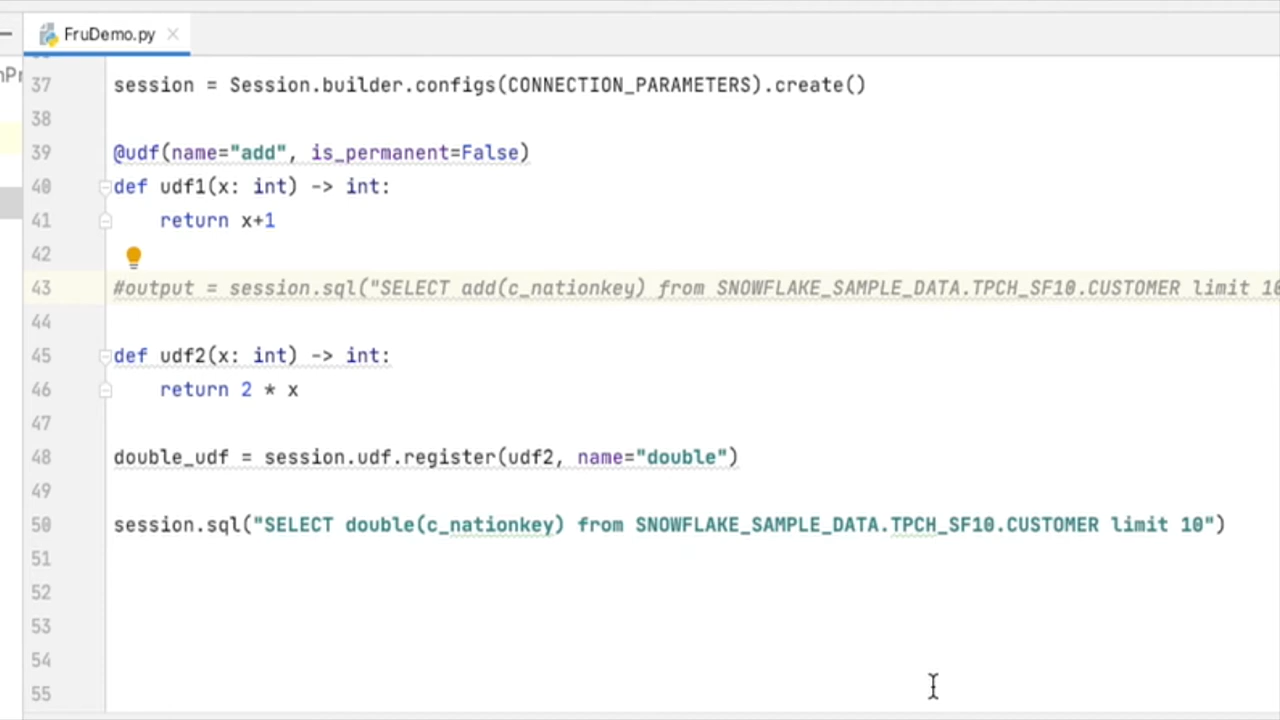 FruDemo.py
37 session = Session.builder.configs(CONNECTION_PARAMETERS).create()
38
39 @udf(name="add", is_permanent=False)
40 def udf1(x: int) -> int:
41     return x+1
42
43 #output = session.sql("SELECT add(c_nationkey) from SNOWFLAKE_SAMPLE_DATA.TPCH_SF10.CUSTOMER limit 10
44
45 def udf2(x: int) -> int:
46     return 2 * x
47
48 double_udf = session.udf.register(udf2, name="double")
49
50 session.sql("SELECT double(c_nationkey) from SNOWFLAKE_SAMPLE_DATA.TPCH_SF10.CUSTOMER limit 10")
51
52
53
54
55